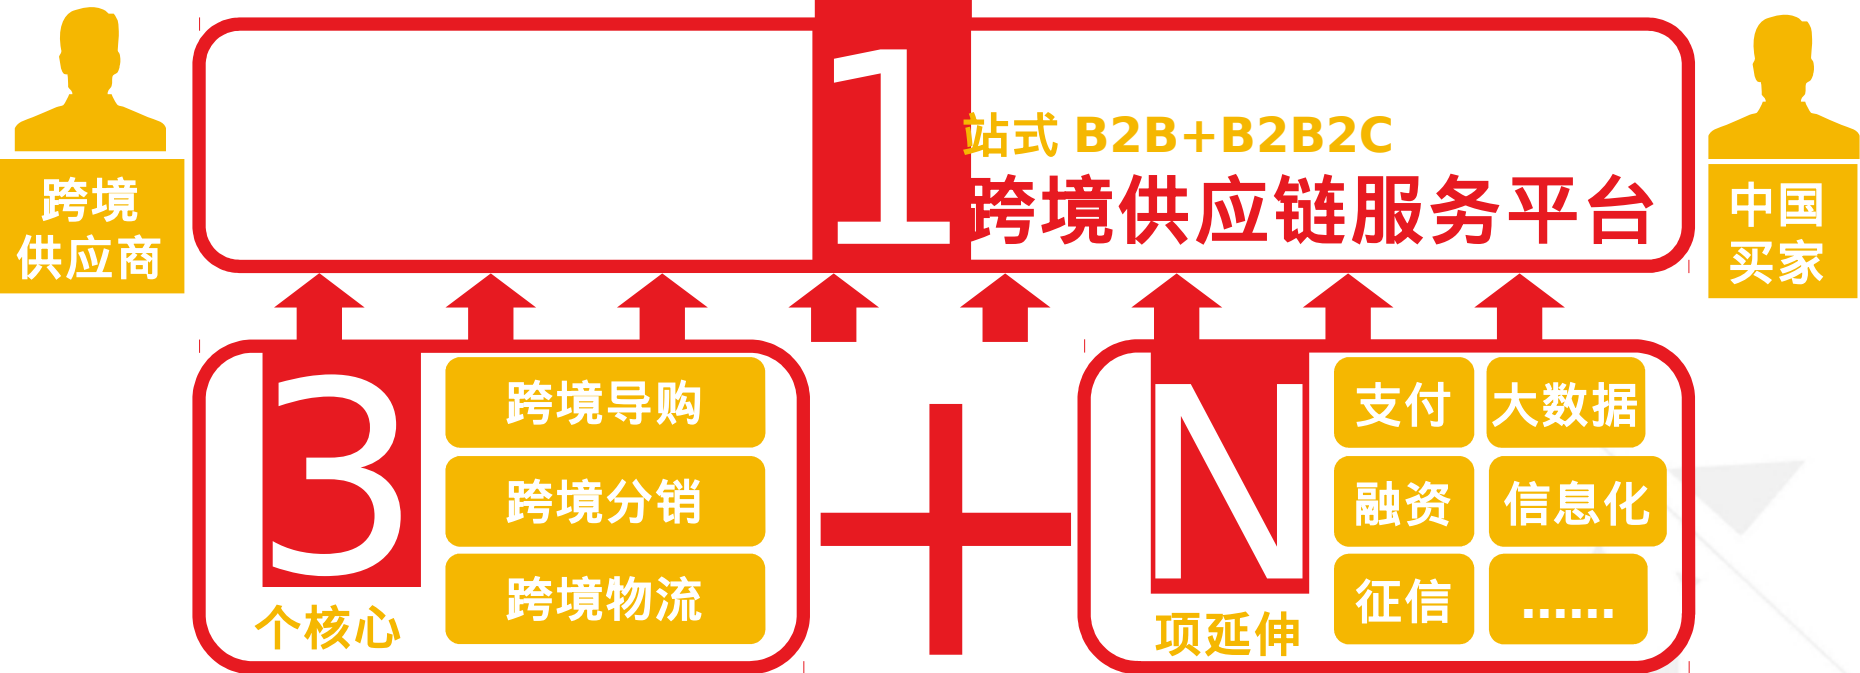 跨境
供应商
1
站式 B2B+B2B2C
跨境供应链服务平台
中国
买家
3
个核心
跨境导购
跨境分销
跨境物流
+
N
项延伸
支付
大数据
融资
信息化
征信
......